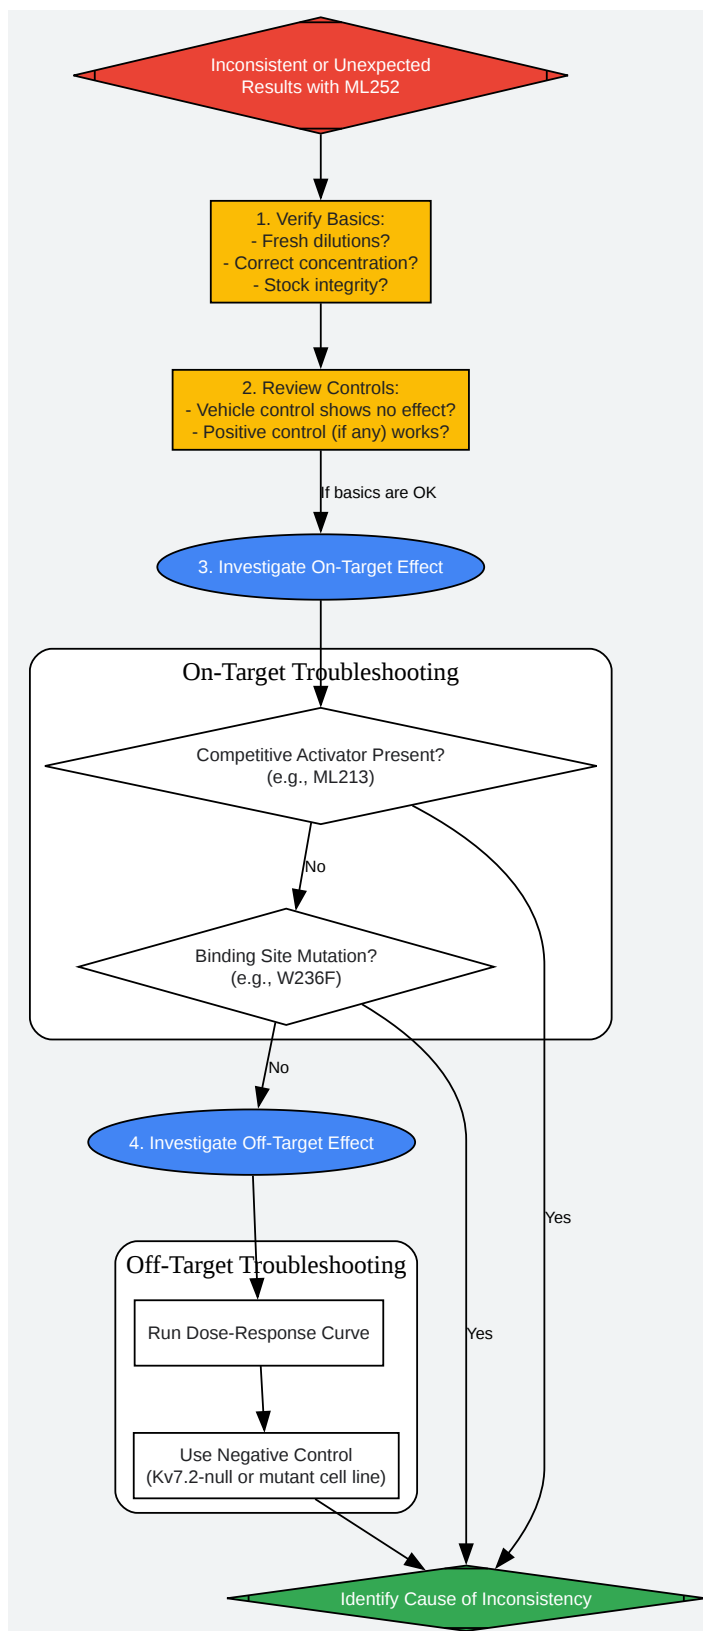 Inconsistent or Unexpected
Results with ML252
1. Verify Basics:
- Fresh dilutions?
- Correct concentration?
- Stock integrity?
2. Review Controls:
- Vehicle control shows no effect?
- Positive control (if any) works?
If basics are OK
3. Investigate On-Target Effect
On-Target Troubleshooting
Competitive Activator Present?
(e.g., ML213)
No
Binding Site Mutation?
(e.g., W236F)
No
4. Investigate Off-Target Effect
Yes
Off-Target Troubleshooting
Run Dose-Response Curve
Yes
Use Negative Control
(Kv7.2-null or mutant cell line)
Identify Cause of Inconsistency